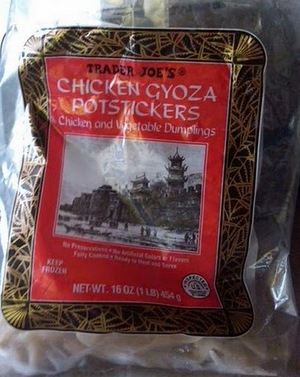 TRADER JOE'S®
CHICKEN GYOZA
POTSTICKERS
Chicken and Vegetable Dumplings
No Preservatives • No Artificial Colors or Flavors
Fully Cooked • Ready to Heat and Serve
KEEP
FROZEN
NET. WT. 16 OZ (1 LB) 454 g